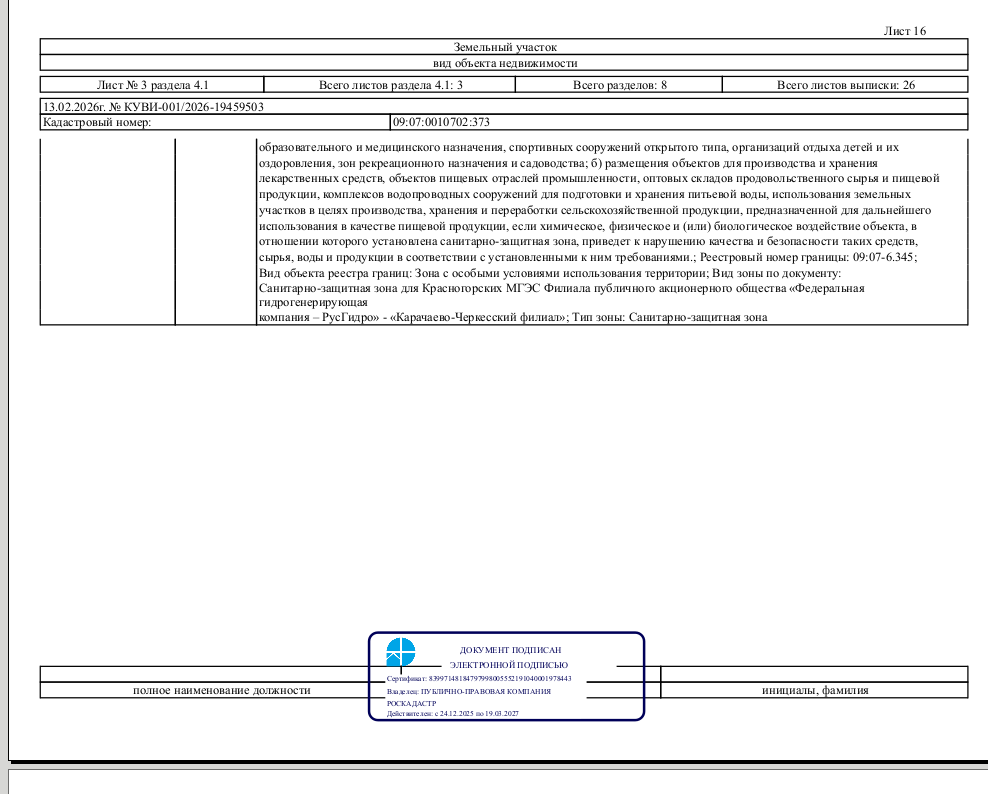 Лист 16
Земельный участок
вид объекта недвижимости
Лист № 3 раздела 4.1
Всего листов раздела 4.1: 3
Всего разделов: 8
Всего листов выписки: 26
13.02.2026г. № КУВИ-001/2026-19459503
Кадастровый номер:
09:07:0010702:373
образовательного и медицинского назначения, спортивных сооружений открытого типа, организаций отдыха детей и их
оздоровления, зон рекреационного назначения и садоводства; б) размещения объектов для производства и хранения
лекарственных средств, объектов пищевых отраслей промышленности, оптовых складов продовольственного сырья и пищевой
продукции, комплексов водопроводных сооружений для подготовки и хранения питьевой воды, использования земельных
участков в целях производства, хранения и переработки сельскохозяйственной продукции, предназначенной для дальнейшего
использования в качестве пищевой продукции, если химическое, физическое и (или) биологическое воздействие объекта, в
отношении которого установлена санитарно-защитная зона, приведет к нарушению качества и безопасности таких средств,
сырья, воды и продукции в соответствии с установленными к ним требованиями.; Реестровый номер границы: 09:07-6.345;
Вид объекта реестра границ: Зона с особыми условиями использования территории; Вид зоны по документу:
Санитарно-защитная зона для Красногорских МГЭС Филиала публичного акционерного общества «Федеральная
гидрогенерирующая
компания – РусГидро» - «Карачаево-Черкесский филиал»; Тип зоны: Санитарно-защитная зона
ДОКУМЕНТ ПОДПИСАН
ЭЛЕКТРОННОЙ ПОДПИСЬЮ
Сертификат: 83997148184797998005552191040001978443
Владелец: ПУБЛИЧНО-ПРАВОВАЯ КОМПАНИЯ
РОСКАДАСТР
Действителен: с 24.12.2025 по 19.03.2027
полное наименование должности
инициалы, фамилия